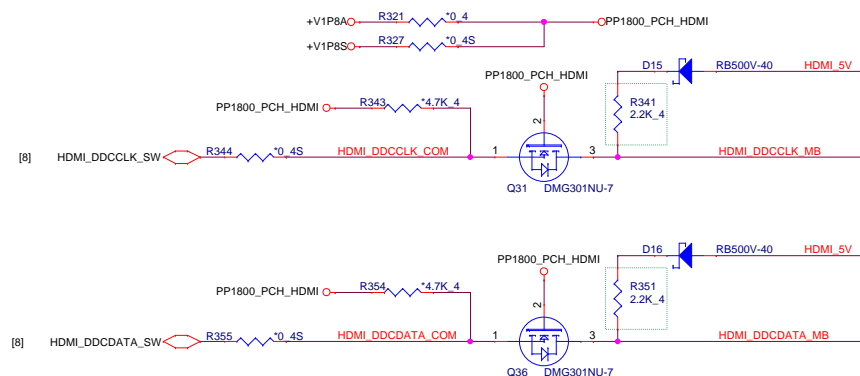 +V1P8A R321 *0_4 PP1800_PCH_HDMI
+V1P8S R327 *0_4S
D15 RB500V-40 HDMI_5V
PP1800_PCH_HDMI
PP1800_PCH_HDMI R343 *4.7K_4
R341
2.2K_4
2
[8] HDMI_DDCCLK_SW R344 *0_4S HDMI_DDCCLK_COM 1 3 HDMI_DDCCLK_MB
Q31 DMG301NU-7
D16 RB500V-40 HDMI_5V
PP1800_PCH_HDMI
PP1800_PCH_HDMI R354 *4.7K_4
R351
2.2K_4
2
[8] HDMI_DDCDATA_SW R355 *0_4S HDMI_DDCDATA_COM 1 3 HDMI_DDCDATA_MB
Q36 DMG301NU-7